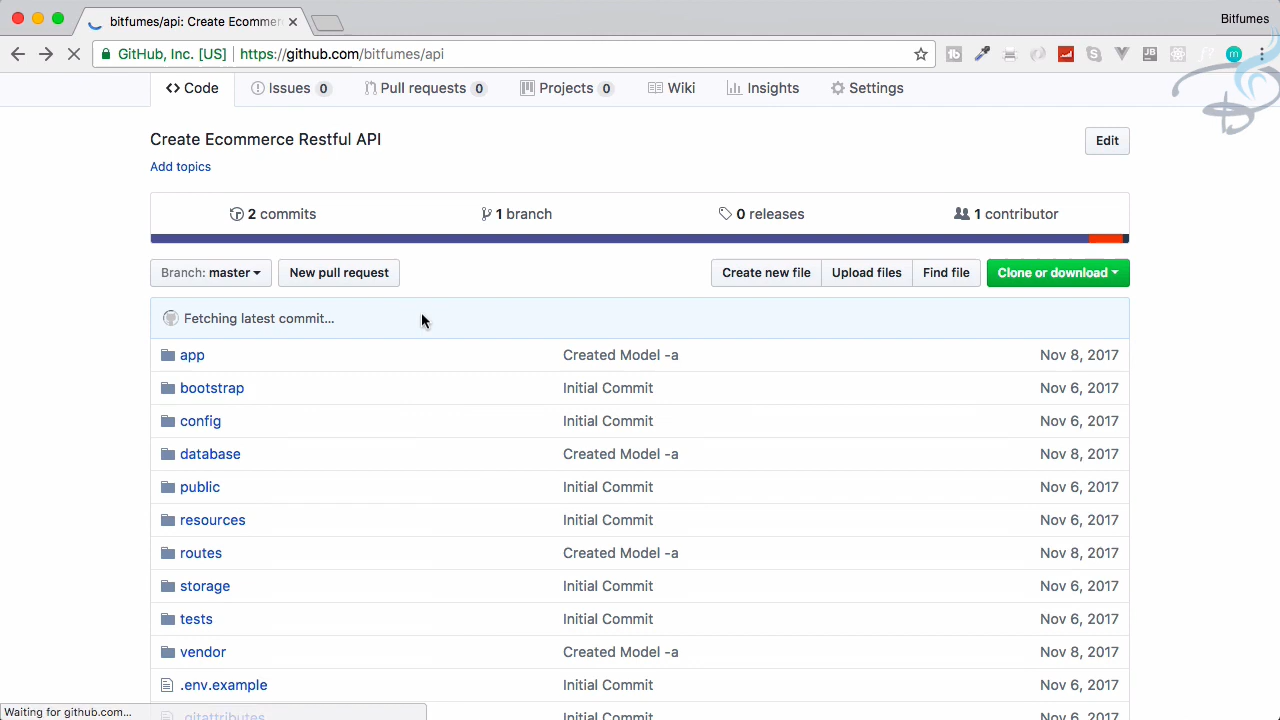 bitfumes/api: Create Ecommer
Bitfumes
GitHub, Inc. [US] https://github.com/bitfumes/api
Code Issues 0 Pull requests 0 Projects 0 Wiki Insights Settings
Create Ecommerce Restful API
Edit
Add topics
2 commits 1 branch 0 releases 1 contributor
Branch: master New pull request Create new file Upload files Find file Clone or download
Fetching latest commit...
app Created Model -a Nov 8, 2017
bootstrap Initial Commit Nov 6, 2017
config Initial Commit Nov 6, 2017
database Created Model -a Nov 8, 2017
public Initial Commit Nov 6, 2017
resources Initial Commit Nov 6, 2017
routes Created Model -a Nov 8, 2017
storage Initial Commit Nov 6, 2017
tests Initial Commit Nov 6, 2017
vendor Created Model -a Nov 8, 2017
.env.example Initial Commit Nov 6, 2017
.gitattributes Initial Commit Nov 6, 2017
Waiting for github.com...